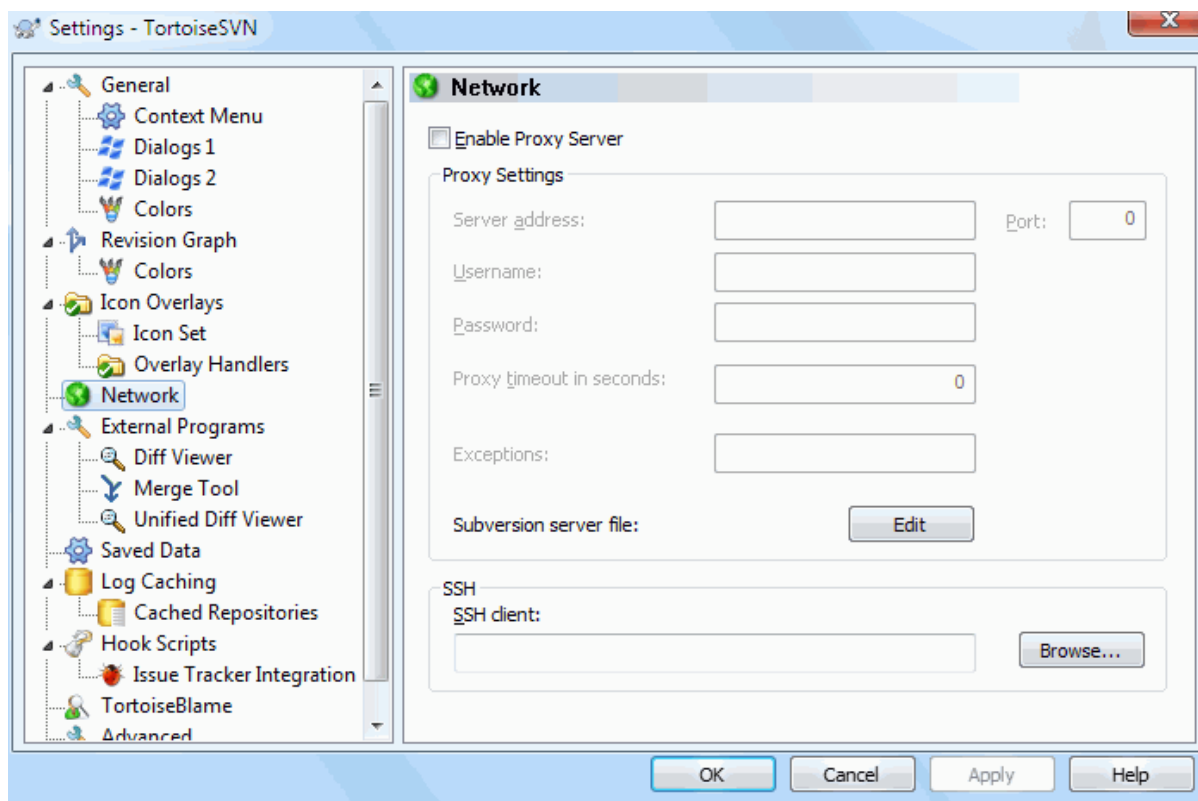 Settings - TortoiseSVN
General
Context Menu
Dialogs 1
Dialogs 2
Colors
Revision Graph
Colors
Icon Overlays
Icon Set
Overlay Handlers
Network
External Programs
Diff Viewer
Merge Tool
Unified Diff Viewer
Saved Data
Log Caching
Cached Repositories
Hook Scripts
Issue Tracker Integration
TortoiseBlame
Advanced
Network
Enable Proxy Server
Proxy Settings
Server address: Port: 0
Username:
Password:
Proxy timeout in seconds: 0
Exceptions:
Subversion server file: Edit
SSH
SSH client:
Browse...
OK Cancel Apply Help